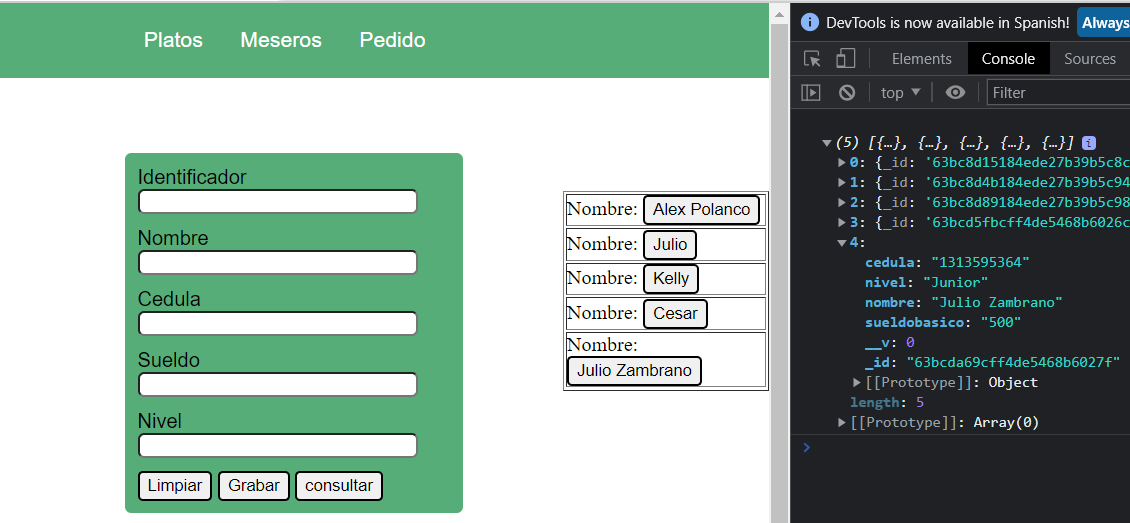 Platos Meseros Pedido
Identificador
Nombre
Cedula
Sueldo
Nivel
Limpiar Grabar consultar
Nombre: Alex Polanco
Nombre: Julio
Nombre: Kelly
Nombre: Cesar
Nombre:
Julio Zambrano
DevTools is now available in Spanish! Always
Elements Console Sources
top Filter
(5) [{…}, {…}, {…}, {…}, {…}]
0: {_id: '63bc8d15184ede27b39b5c8c
1: {_id: '63bc8d4b184ede27b39b5c94
2: {_id: '63bc8d89184ede27b39b5c98
3: {_id: '63bcd5fbcff4de5468b6026c
4:
cedula: "1313595364"
nivel: "Junior"
nombre: "Julio Zambrano"
sueldobasico: "500"
__v: 0
_id: "63bcda69cff4de5468b6027f"
[[Prototype]]: Object
length: 5
[[Prototype]]: Array(0)